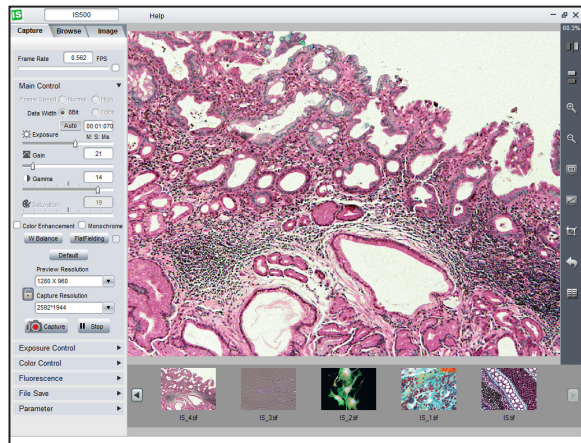 IS IS500 Help
60.3%
Capture Browse Image
Frame Rate 0.562 FPS
Main Control
Frame Speed Normal High
Data Width 8Bit 16Bit
Auto 00:01:070
Exposure M: S: Ms
Gain 21
Gamma 14
Saturation 19
Color Enhancement Monochrome
W Balance FlatFielding
Default
Preview Resolution
1280 X 960
Capture Resolution
2592*1944
Capture Stop
Exposure Control
Color Control
Fluorescence
File Save
Parameter
IS_4.tif IS_3.tif IS_2.tif IS_1.tif IS.tif